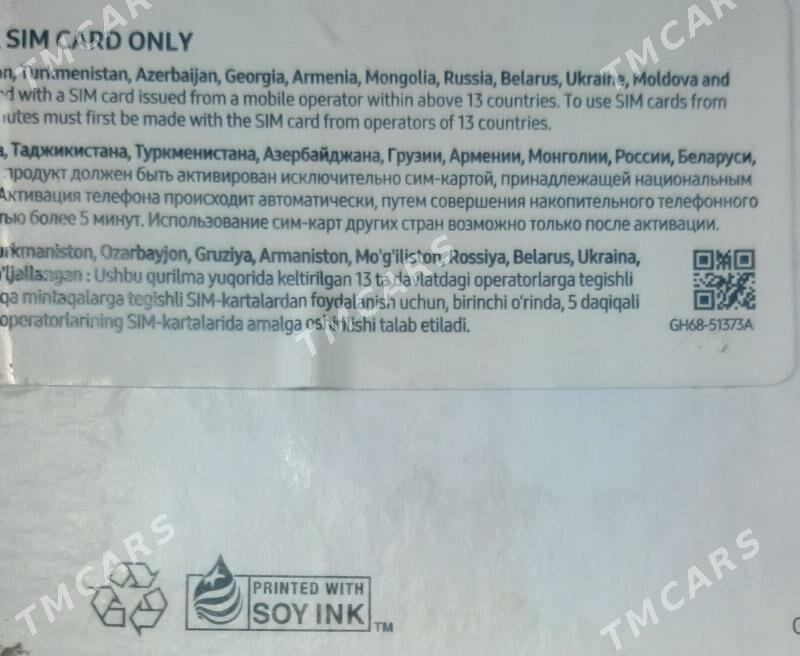 SIM CARD ONLY
Turkmenistan, Azerbaijan, Georgia, Armenia, Mongolia, Russia, Belarus, Ukraine, Moldova and
with a SIM card issued from a mobile operator within above 13 countries. To use SIM cards from
must first be made with the SIM card from operators of 13 countries.
Таджикистана, Туркменистана, Азербайджана, Грузии, Армении, Монголии, России, Беларуси,
продукт должен быть активирован исключительно сим-картой, принадлежащей национальным
Активация телефона происходит автоматически, путем совершения накопительного телефонного
более 5 минут. Использование сим-карт других стран возможно только после активации.
Ozarbayjon, Gruziya, Armaniston, Mo'g'iliston, Rossiya, Belarus, Ukraina,
: Ushbu qurilma yuqorida keltirilgan 13 ta davlatdagi operatorlarga tegishli
mintaqalarga tegishli SIM-kartalardan foydalanish uchun, birinchi o'rinda, 5 daqiqali
operatorlarining SIM-kartalarida amalga oshirilishi talab etiladi.
GH68-51373A
PRINTED WITH
SOY INK TM
TMCARS
TMCARS
TMCARS
TMCARS
TMCARS
TMCARS